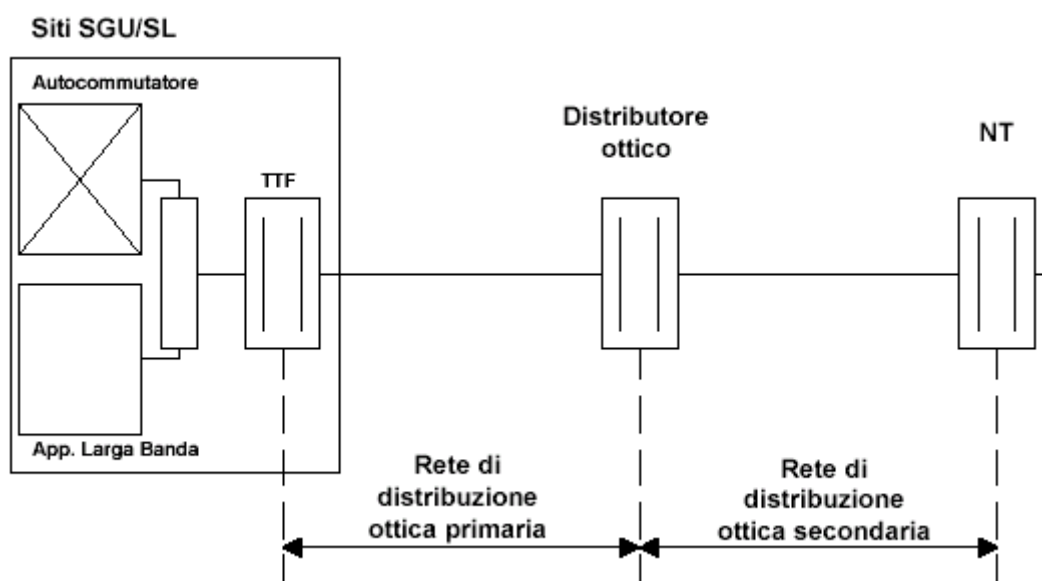 Siti SGU/SL
Autocommutatore
TTF
App. Larga Banda
Distributore
ottico
NT
Rete di
distribuzione
ottica primaria
Rete di
distribuzione
ottica secondaria